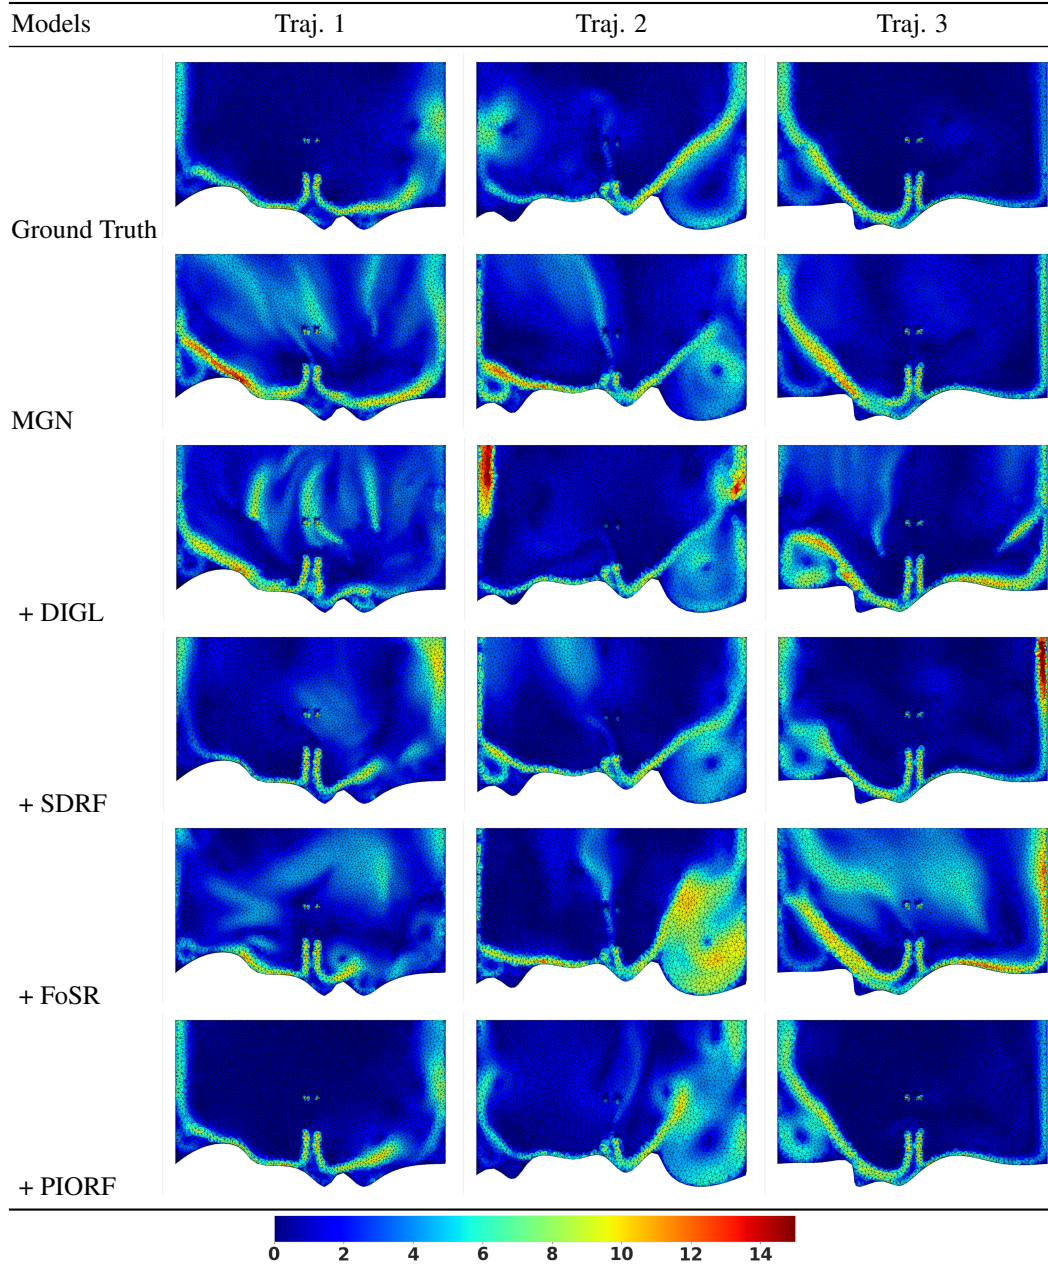 Models Traj. 1 Traj. 2 Traj. 3
Ground Truth
MGN
+ DIGL
+ SDRF
+ FoSR
+ PIORF
0 2 4 6 8 10 12 14